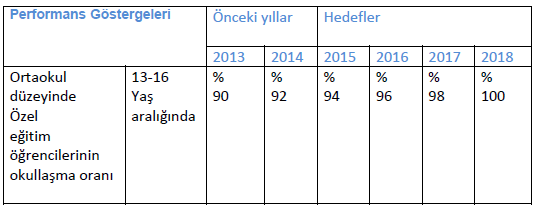 Performans Göstergeleri Önceki yıllar Hedefler
2013 2014 2015 2016 2017 2018
Ortaokul 13-16 % % % % % %
düzeyinde Yaş 90 92 94 96 98 100
Özel aralığında
eğitim
öğrencilerinin
okullaşma oranı